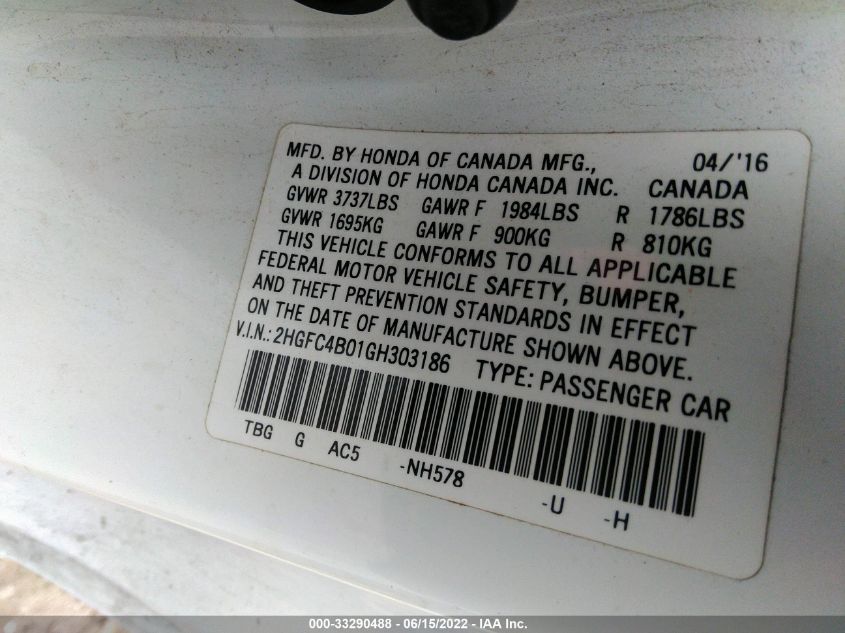 MFD. BY HONDA OF CANADA MFG., 04/'16
A DIVISION OF HONDA CANADA INC. CANADA
GVWR 3737LBS GAWR F 1984LBS R 1786LBS
GVWR 1695KG GAWR F 900KG R 810KG
THIS VEHICLE CONFORMS TO ALL APPLICABLE
FEDERAL MOTOR VEHICLE SAFETY, BUMPER,
AND THEFT PREVENTION STANDARDS IN EFFECT
ON THE DATE OF MANUFACTURE SHOWN ABOVE.
V.I.N.: 2HGFC4B01GH303186 TYPE: PASSENGER CAR
TBG G AC5 -NH578 -U -H
000-33290488 - 06/15/2022 - IAA Inc.